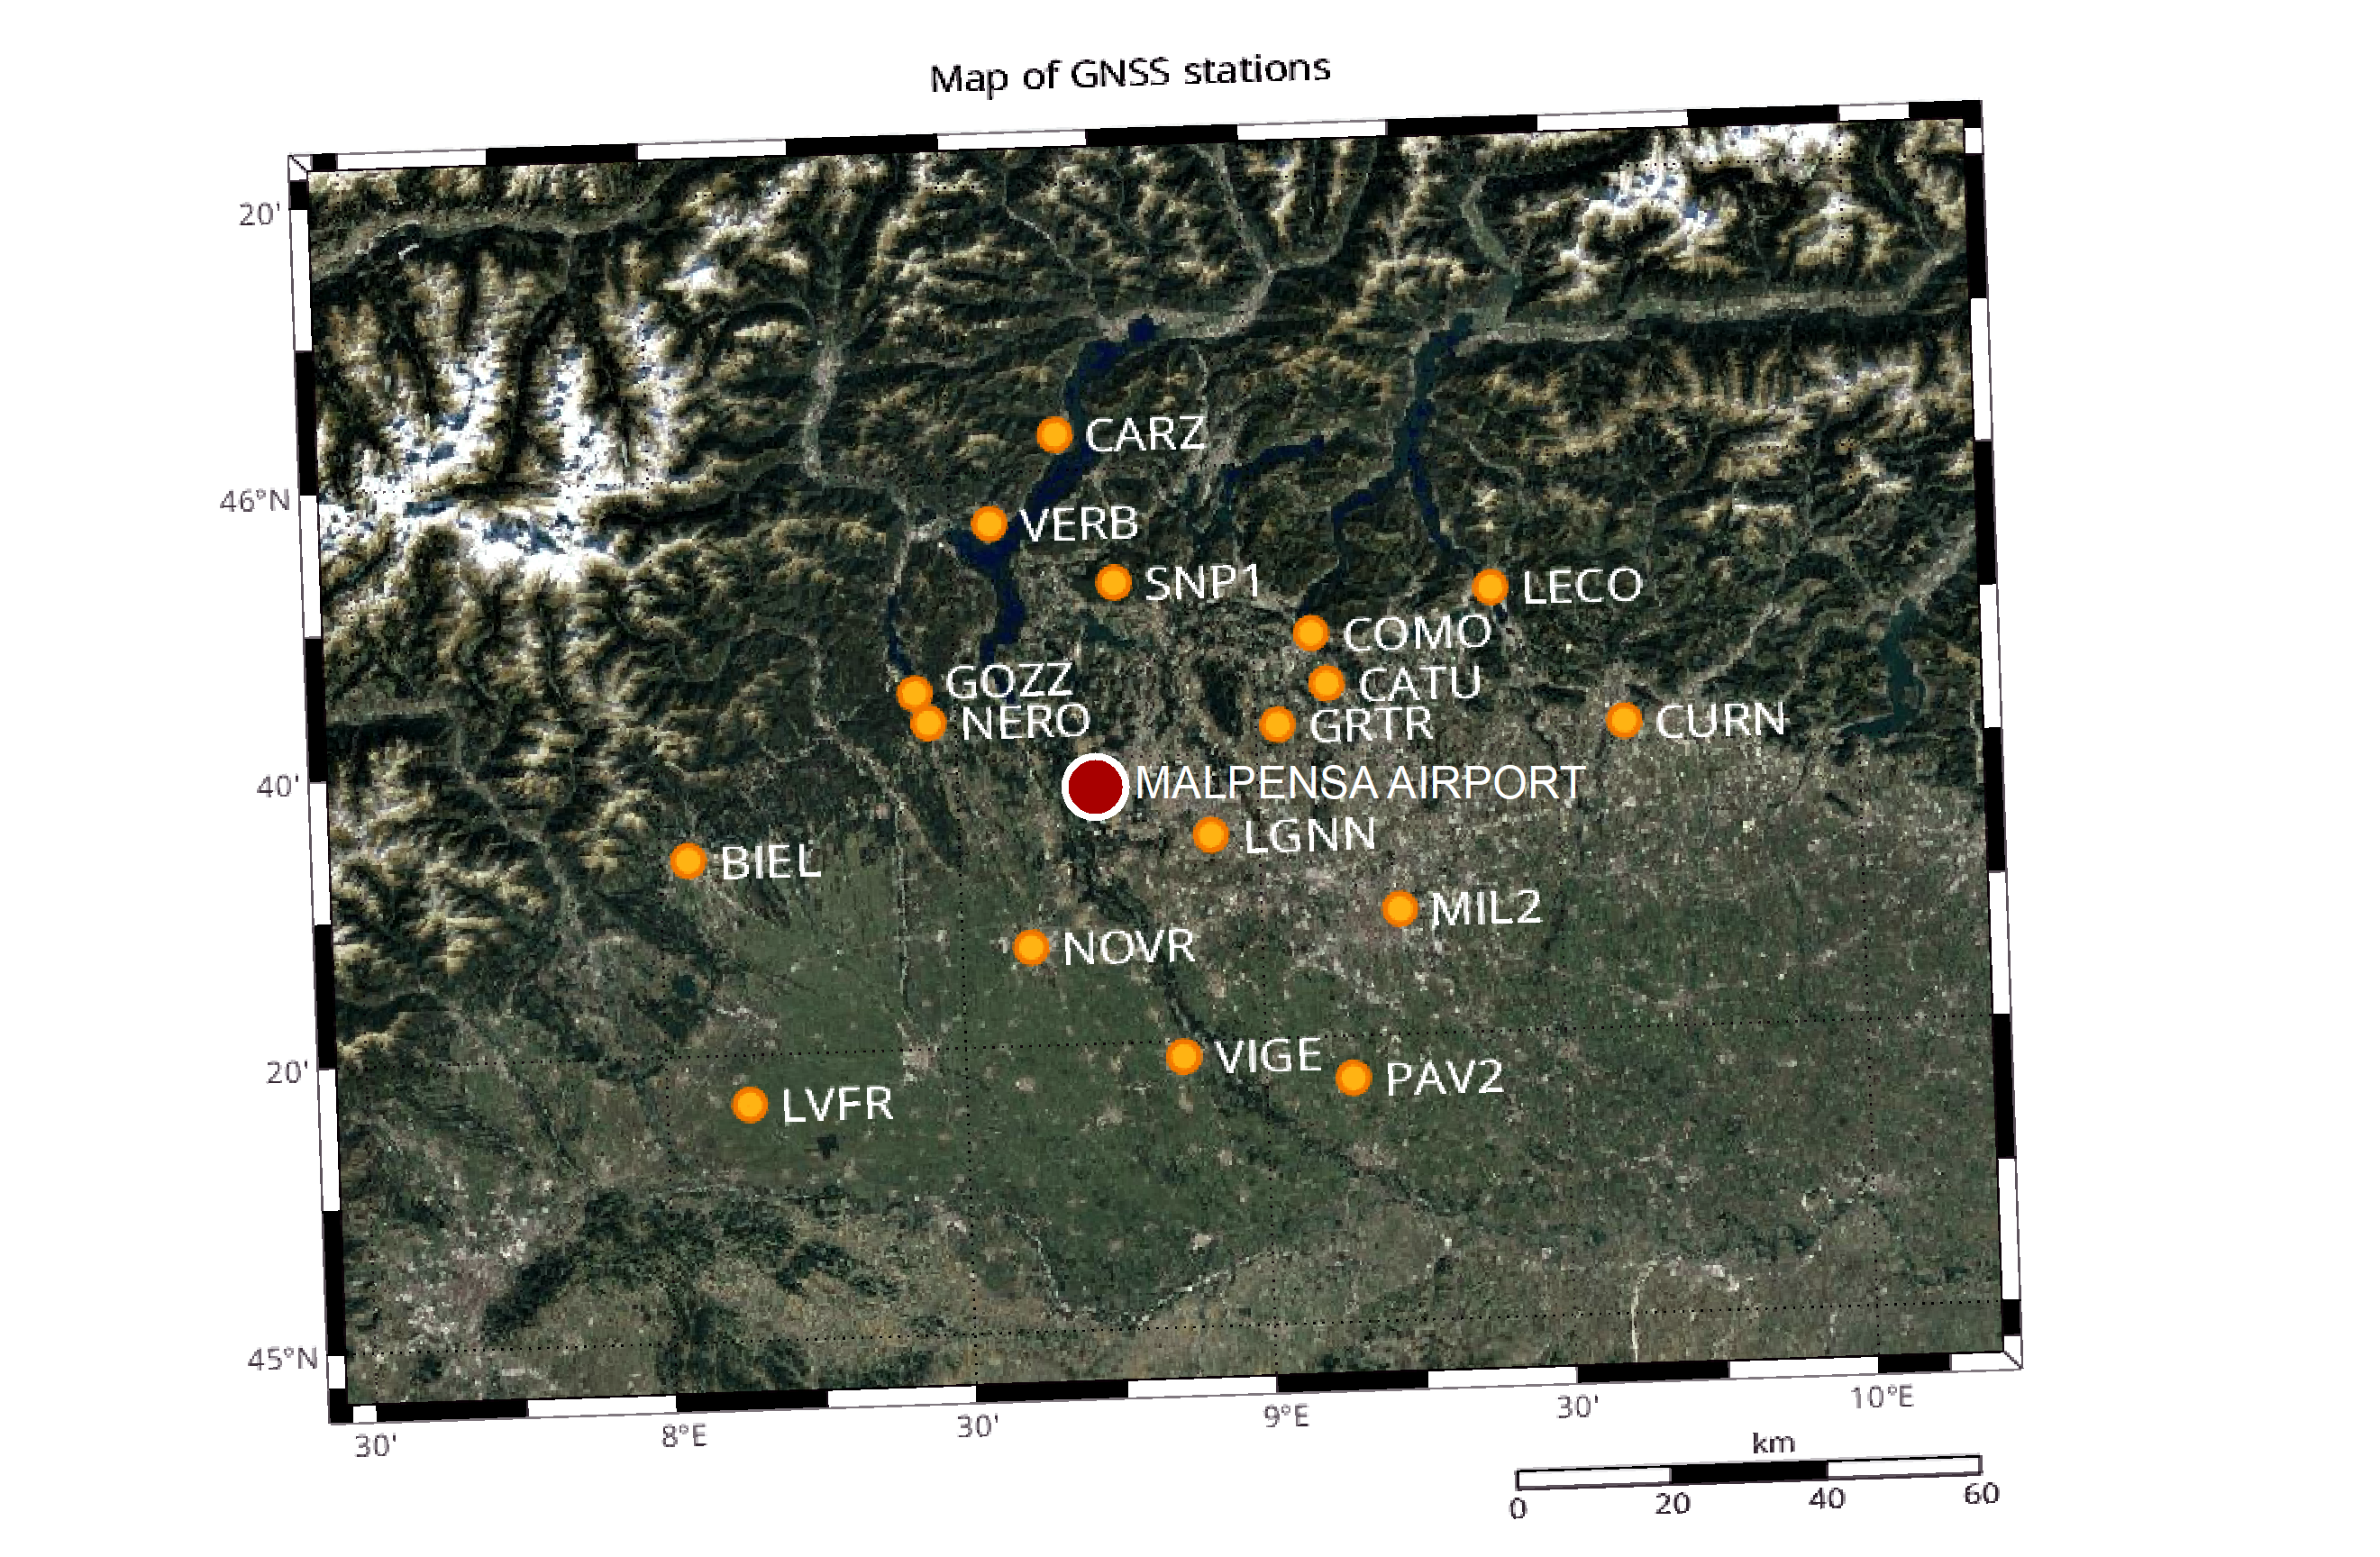 Map of GNSS stations
20'
CARZ
46°N
VERB
SNP1
LECO
COMO
GOZZ
CATU
NERO
GRTR
CURN
40'
MALPENSA AIRPORT
LGNN
BIEL
MIL2
NOVR
20'
VIGE
PAV2
LVFR
45°N
30'
8°E
30'
9°E
30'
10°E
km
0
20
40
60